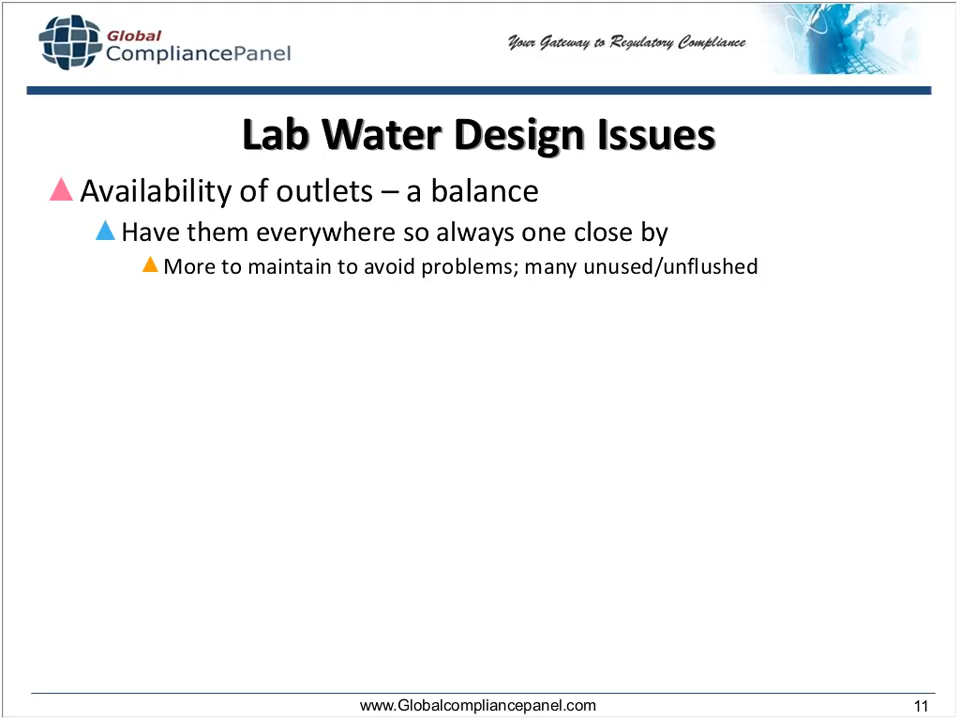 Global
CompliancePanel
Your Gateway to Regulatory Compliance
Lab Water Design Issues
Availability of outlets – a balance
Have them everywhere so always one close by
More to maintain to avoid problems; many unused/unflushed
www.Globalcompliancepanel.com
11